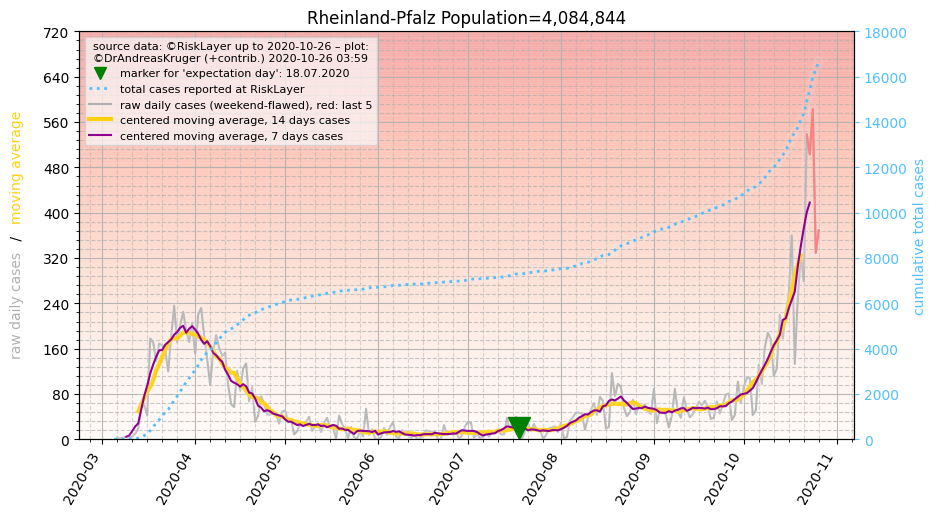 Rheinland-Pfalz Population=4,084,844
source data: ©RiskLayer up to 2020-10-26 – plot:
©DrAndreasKruger (+contrib.) 2020-10-26 03:59
marker for 'expectation day': 18.07.2020
total cases reported at RiskLayer
raw daily cases (weekend-flawed), red: last 5
centered moving average, 14 days cases
centered moving average, 7 days cases
raw daily cases / moving average
720
640
560
480
400
320
240
160
80
0
18000
16000
14000
12000
10000
8000
6000
4000
2000
0
cumulative total cases
2020-03
2020-04
2020-05
2020-06
2020-07
2020-08
2020-09
2020-10
2020-11